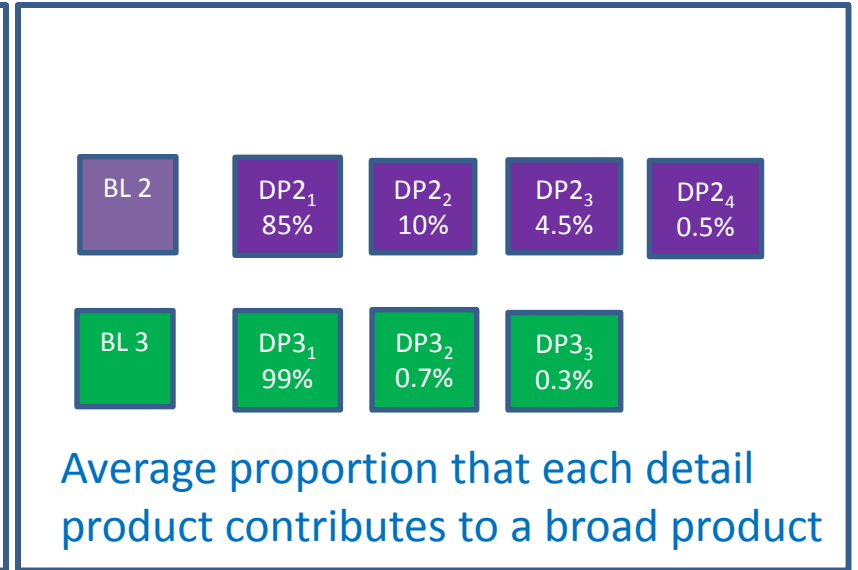 BL 2
DP2₁
85%
DP2₂
10%
DP2₃
4.5%
DP2₄
0.5%
BL 3
DP3₁
99%
DP3₂
0.7%
DP3₃
0.3%
Average proportion that each detail
product contributes to a broad product